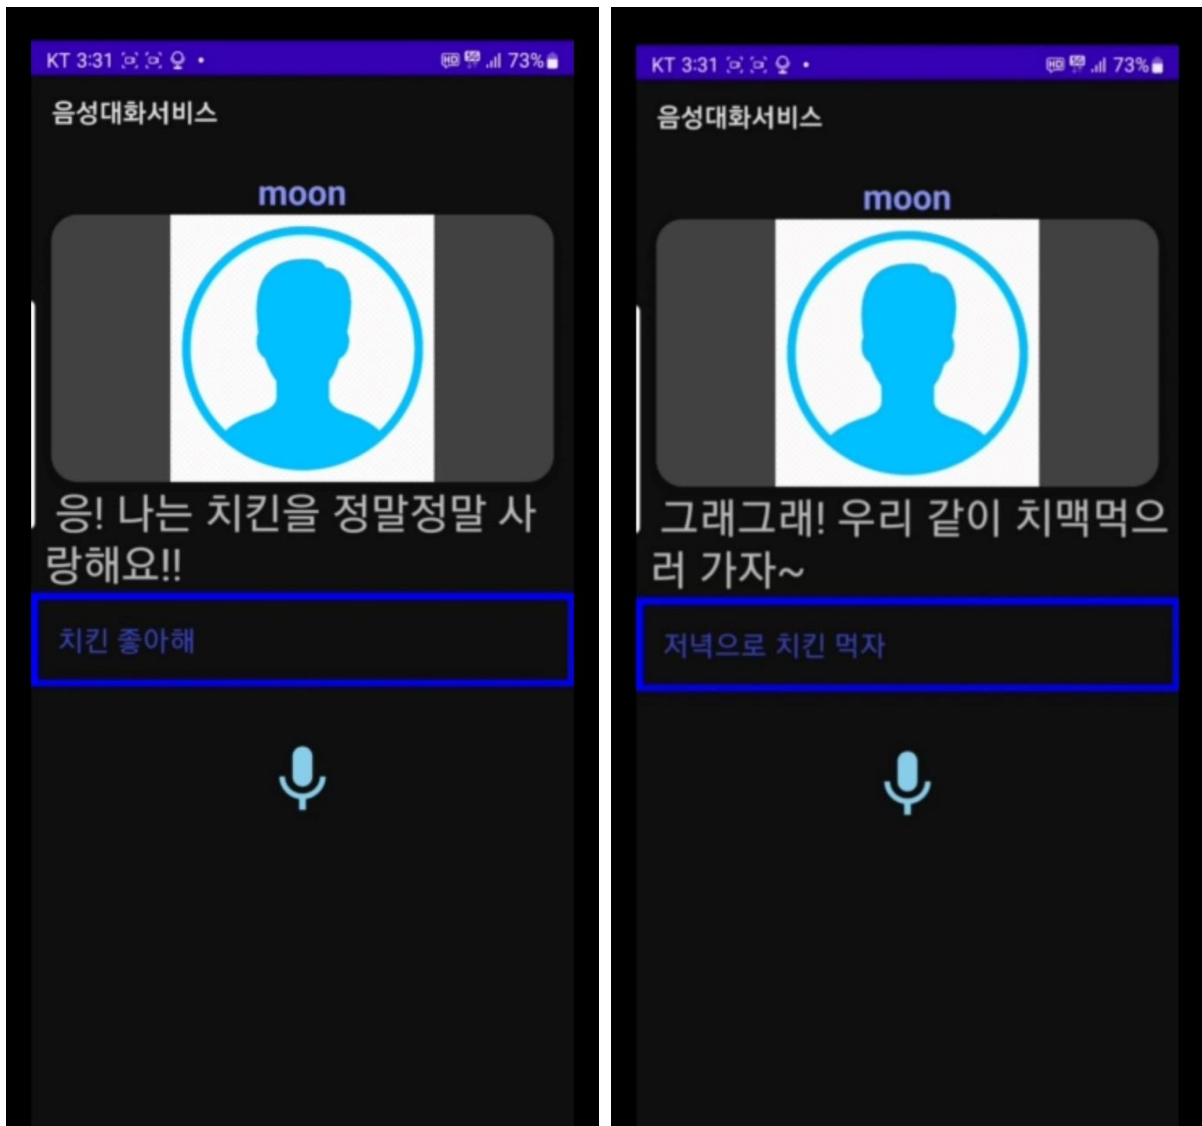 KT 3:31
73%
음성대화서비스
moon
응! 나는 치킨을 정말정말 사
랑해요!!
치킨 좋아해
KT 3:31
73%
음성대화서비스
moon
그래그래! 우리 같이 치맥먹으
러 가자~
저녁으로 치킨 먹자